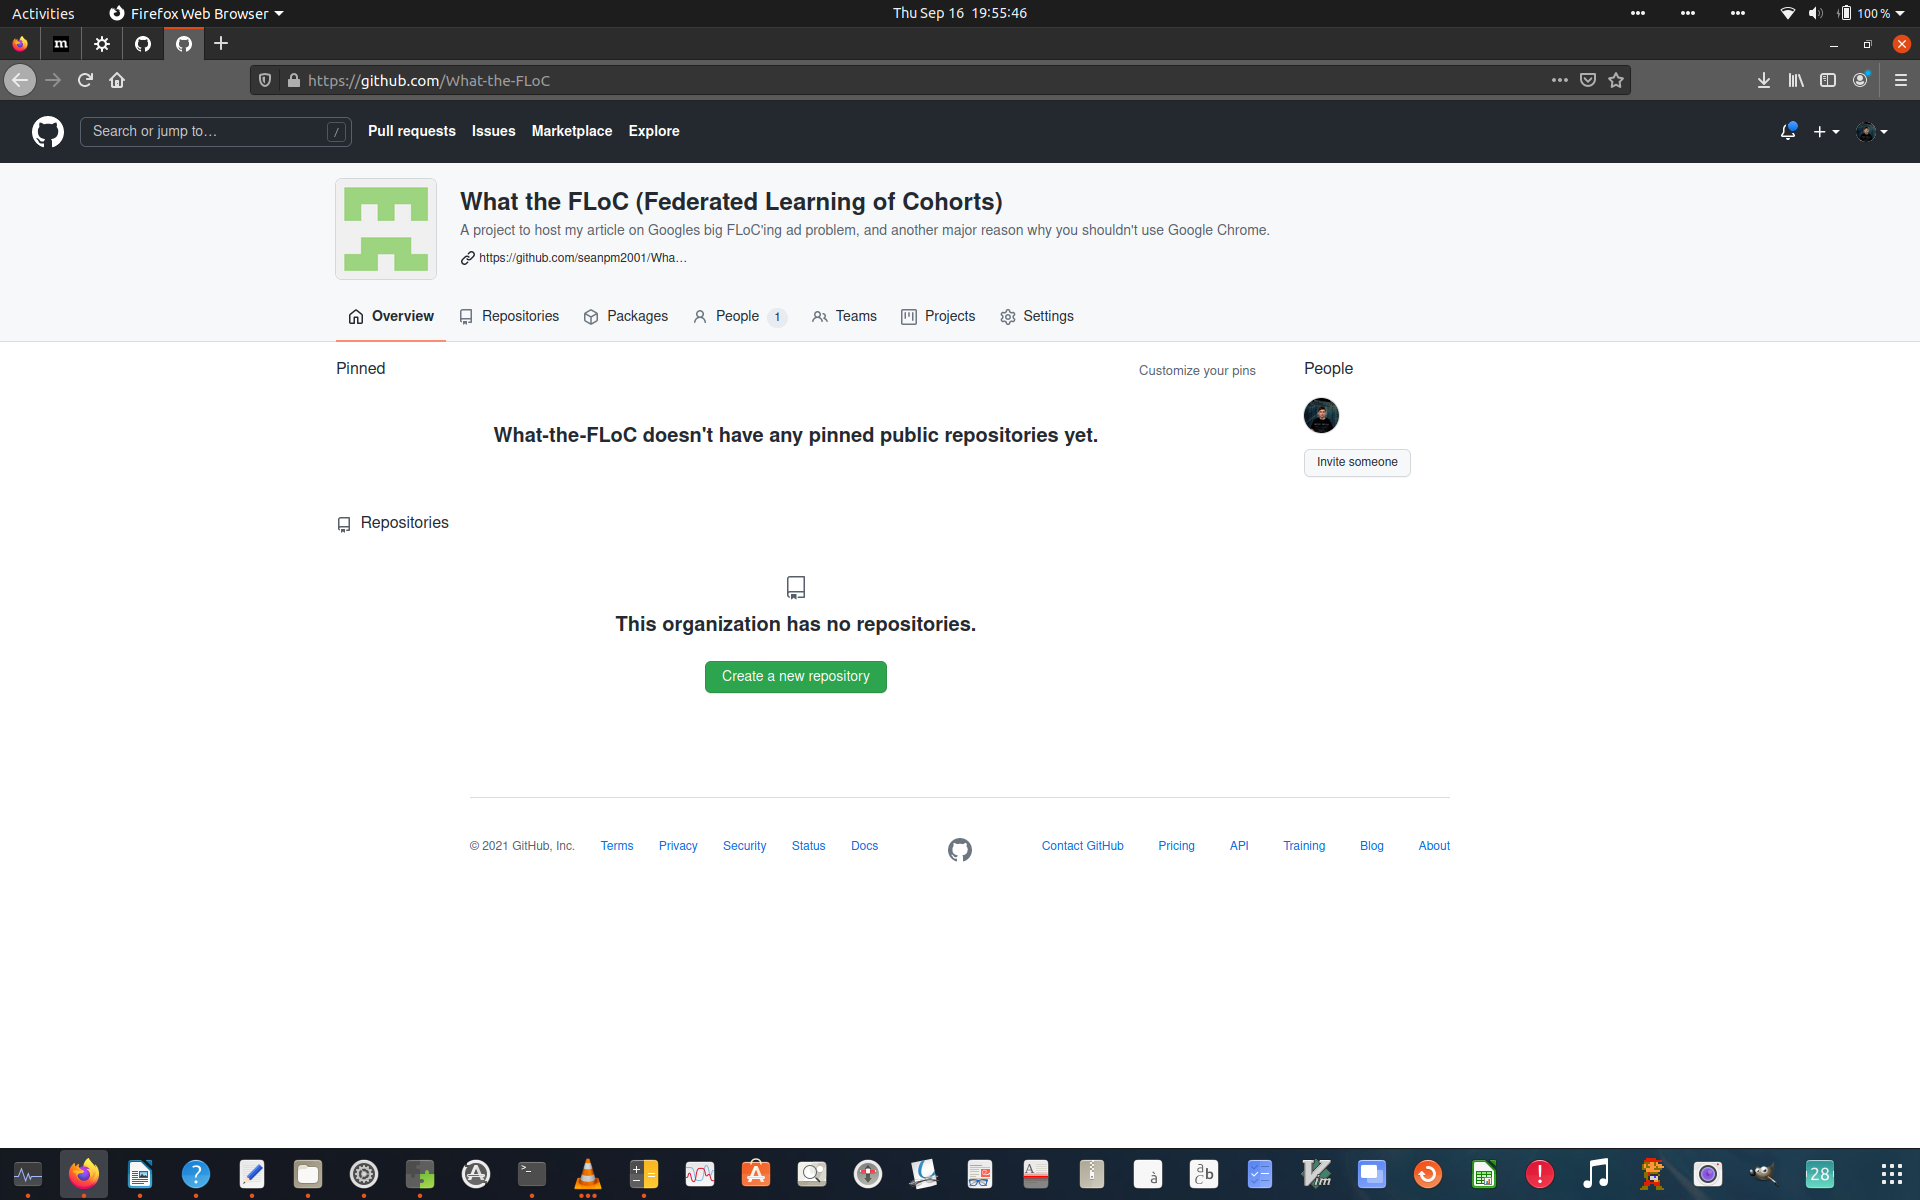 Activities Firefox Web Browser Thu Sep 16 19:55:46 100 %
m
https://github.com/What-the-FLoC
Search or jump to… / Pull requests Issues Marketplace Explore
What the FLoC (Federated Learning of Cohorts)
A project to host my article on Googles big FLoC'ing ad problem, and another major reason why you shouldn't use Google Chrome.
https://github.com/seanpm2001/Wha…
Overview Repositories Packages People 1 Teams Projects Settings
Pinned Customize your pins People
What-the-FLoC doesn't have any pinned public repositories yet.
Invite someone
Repositories
This organization has no repositories.
Create a new repository
© 2021 GitHub, Inc. Terms Privacy Security Status Docs Contact GitHub Pricing API Training Blog About
28